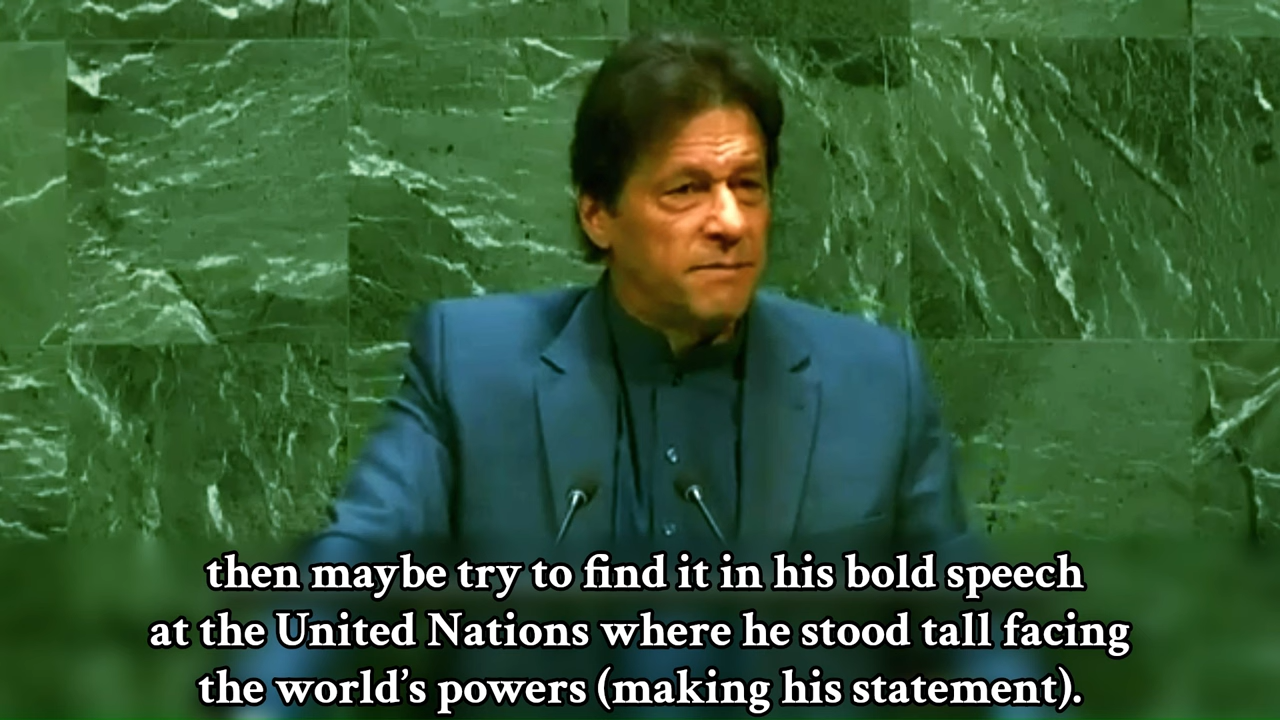 then maybe try to find it in his bold speech
at the United Nations where he stood tall facing
the world’s powers (making his statement).